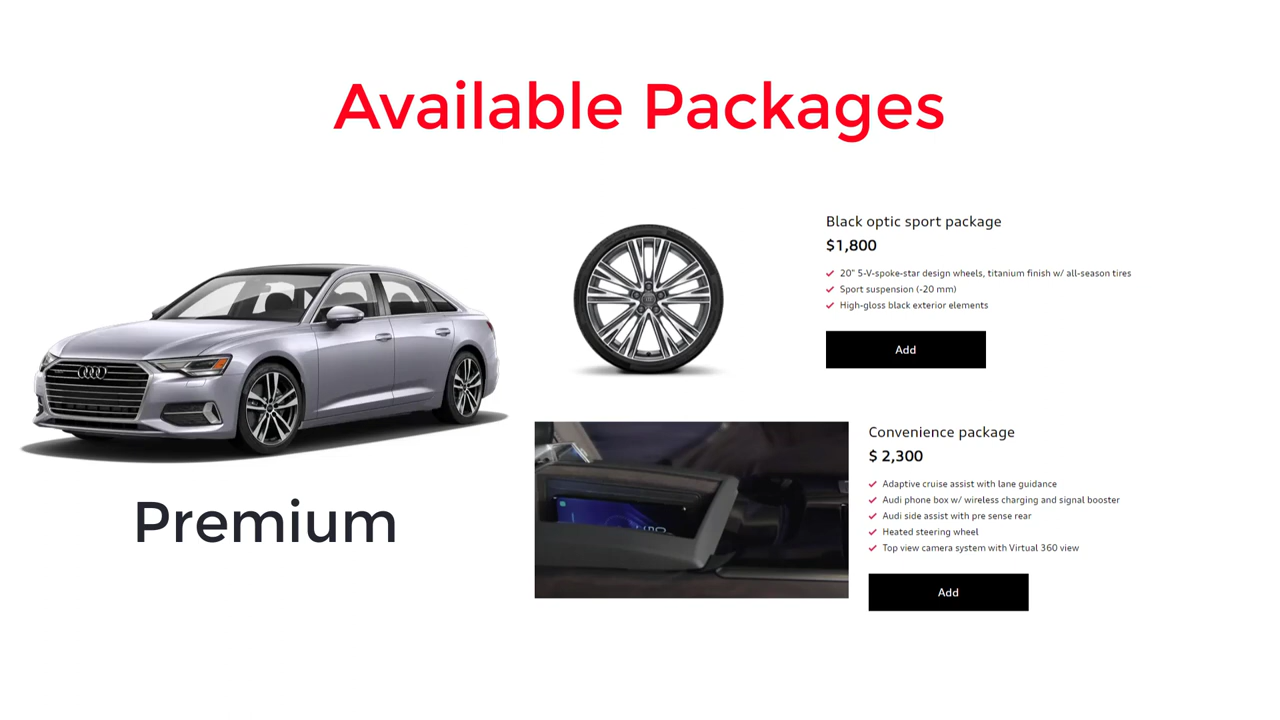 Available Packages
Black optic sport package
$1,800
20" 5-V-spoke-star design wheels, titanium finish w/ all-season tires
Sport suspension (-20 mm)
High-gloss black exterior elements
Add
Premium
Convenience package
$ 2,300
Adaptive cruise assist with lane guidance
Audi phone box w/ wireless charging and signal booster
Audi side assist with pre sense rear
Heated steering wheel
Top view camera system with Virtual 360 view
Add